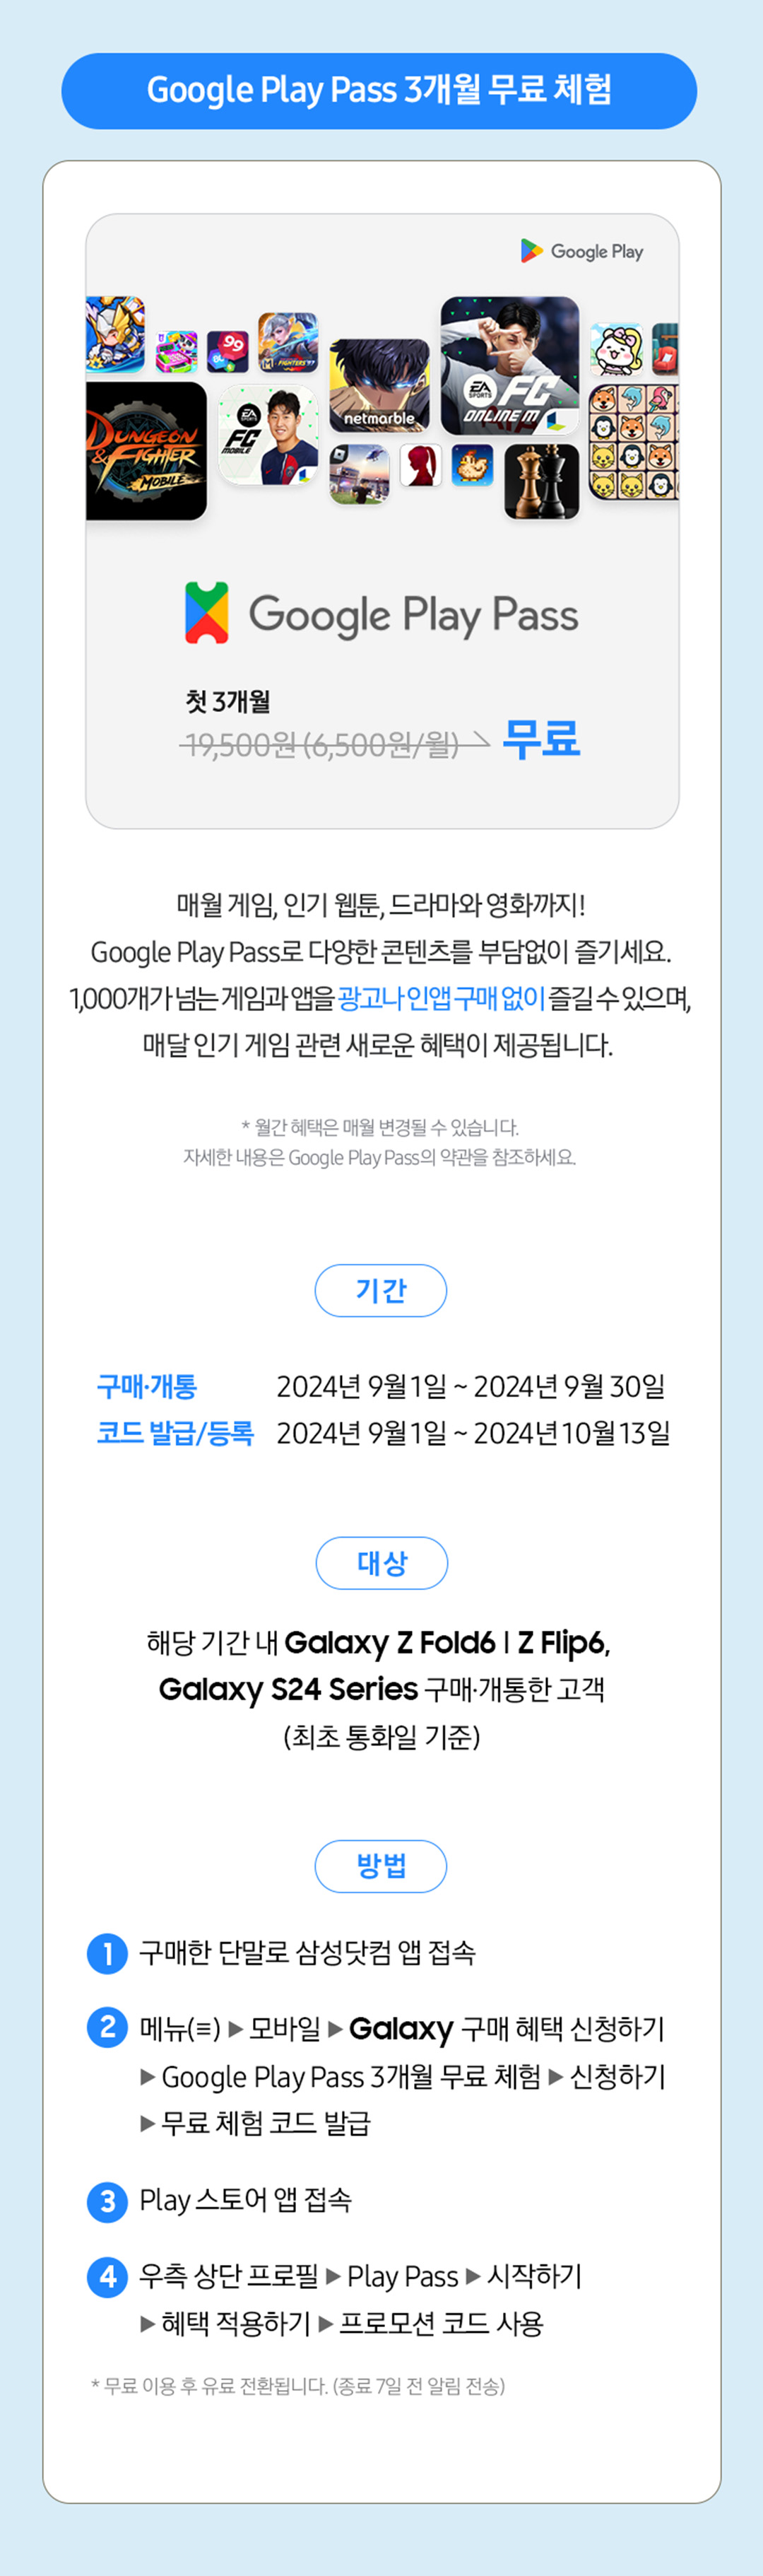 Google Play Pass 3개월 무료 체험
Google Play
99
FIGHTERS'97
netmarble
EA SPORTS FC ONLINE M
DUNGEON & FIGHTER MOBILE
EA SPORTS FC MOBILE
Google Play Pass
첫 3개월
19,500원 (6,500원/월) 무료
매월 게임, 인기 웹툰, 드라마와 영화까지!
Google Play Pass로 다양한 콘텐츠를 부담없이 즐기세요.
1,000개가 넘는 게임과 앱을 광고나 인앱 구매 없이 즐길 수 있으며,
매달 인기 게임 관련 새로운 혜택이 제공됩니다.
* 월간 혜택은 매월 변경될 수 있습니다.
자세한 내용은 Google Play Pass의 약관을 참조하세요.
기간
구매·개통 2024년 9월 1일 ~ 2024년 9월 30일
코드 발급/등록 2024년 9월 1일 ~ 2024년 10월 13일
대상
해당 기간 내 Galaxy Z Fold6 | Z Flip6,
Galaxy S24 Series 구매·개통한 고객
(최초 통화일 기준)
방법
1 구매한 단말로 삼성닷컴 앱 접속
2 메뉴(≡) ▶ 모바일 ▶ Galaxy 구매 혜택 신청하기
▶ Google Play Pass 3개월 무료 체험 ▶ 신청하기
▶ 무료 체험 코드 발급
3 Play 스토어 앱 접속
4 우측 상단 프로필 ▶ Play Pass ▶ 시작하기
▶ 혜택 적용하기 ▶ 프로모션 코드 사용
* 무료 이용 후 유료 전환됩니다. (종료 7일 전 알림 전송)